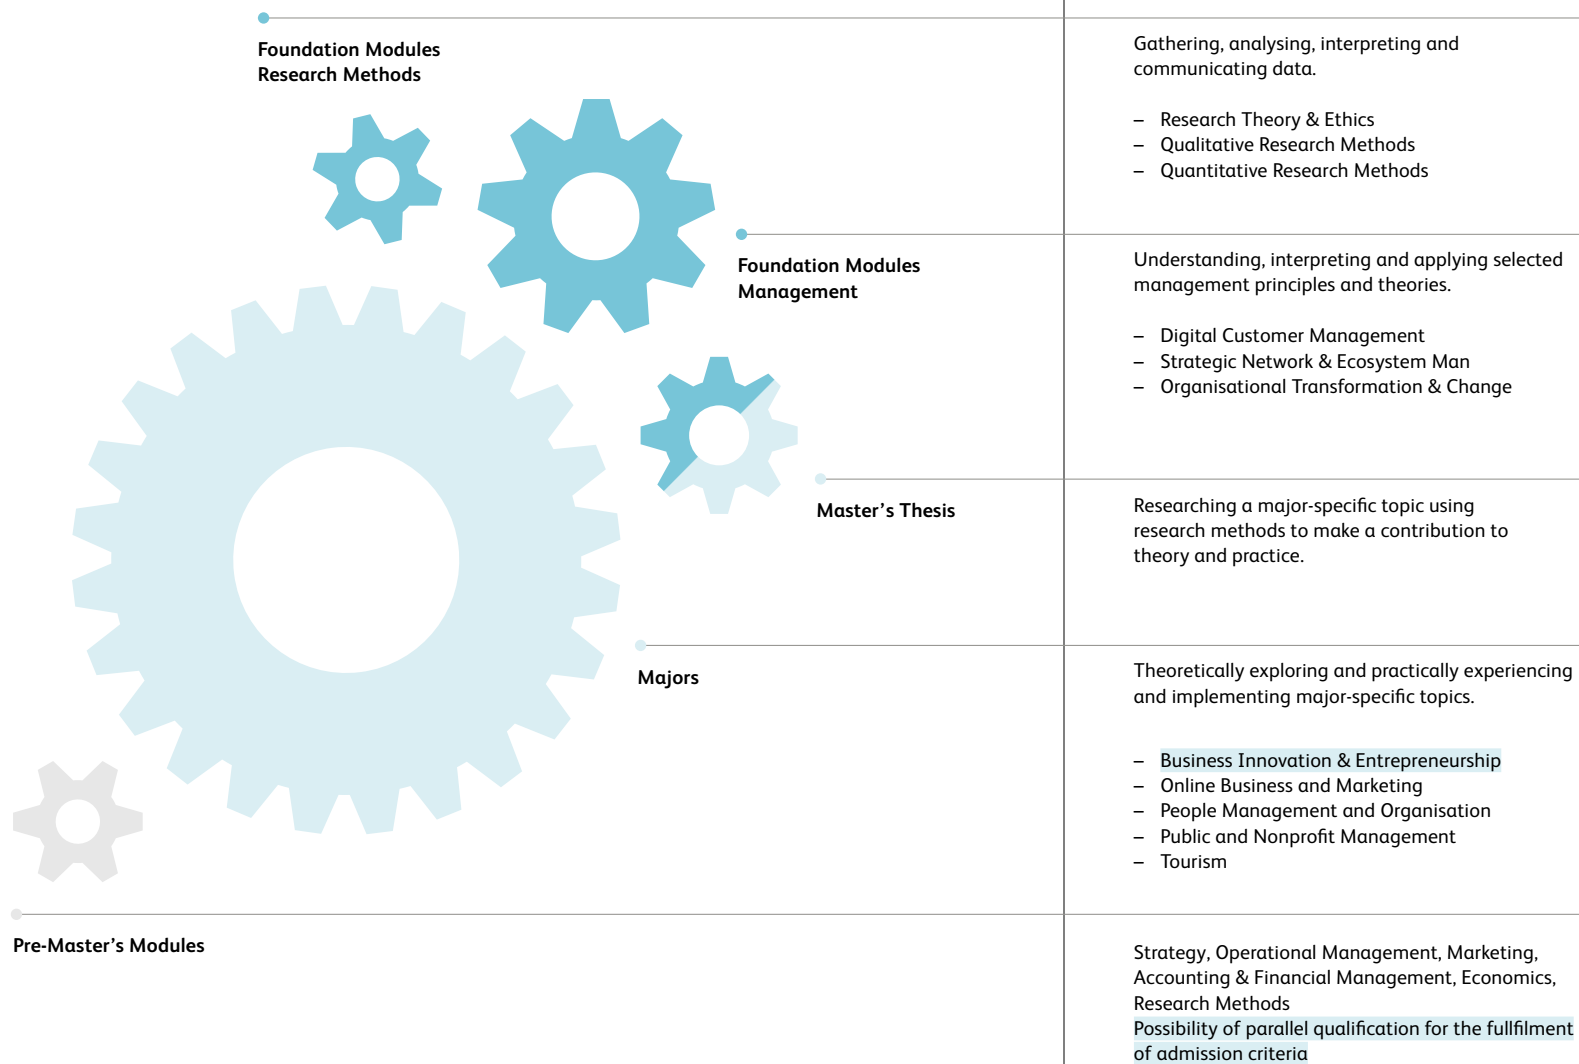 Foundation Modules
Research Methods
Gathering, analysing, interpreting and
communicating data.
– Research Theory & Ethics
– Qualitative Research Methods
– Quantitative Research Methods
Foundation Modules
Management
Understanding, interpreting and applying selected
management principles and theories.
– Digital Customer Management
– Strategic Network & Ecosystem Man
– Organisational Transformation & Change
Master's Thesis
Researching a major-specific topic using
research methods to make a contribution to
theory and practice.
Majors
Theoretically exploring and practically experiencing
and implementing major-specific topics.
– Business Innovation & Entrepreneurship
– Online Business and Marketing
– People Management and Organisation
– Public and Nonprofit Management
– Tourism
Pre-Master's Modules
Strategy, Operational Management, Marketing,
Accounting & Financial Management, Economics,
Research Methods
Possibility of parallel qualification for the fullfilment
of admission criteria